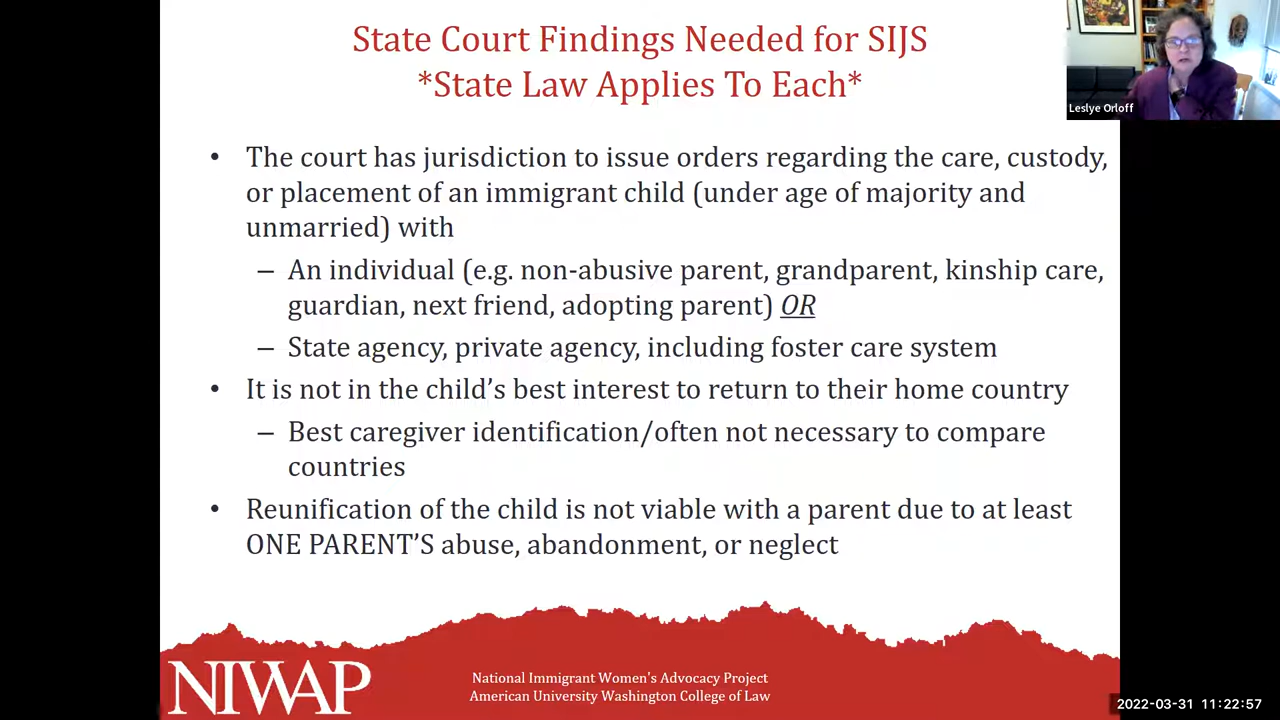 State Court Findings Needed for SIJS
*State Law Applies To Each*
Leslye Orloff
• The court has jurisdiction to issue orders regarding the care, custody,
or placement of an immigrant child (under age of majority and
unmarried) with
– An individual (e.g. non-abusive parent, grandparent, kinship care,
guardian, next friend, adopting parent) OR
– State agency, private agency, including foster care system
• It is not in the child’s best interest to return to their home country
– Best caregiver identification/often not necessary to compare
countries
• Reunification of the child is not viable with a parent due to at least
ONE PARENT’S abuse, abandonment, or neglect
NIWAP
National Immigrant Women's Advocacy Project
American University Washington College of Law
2022-03-31 11:22:57